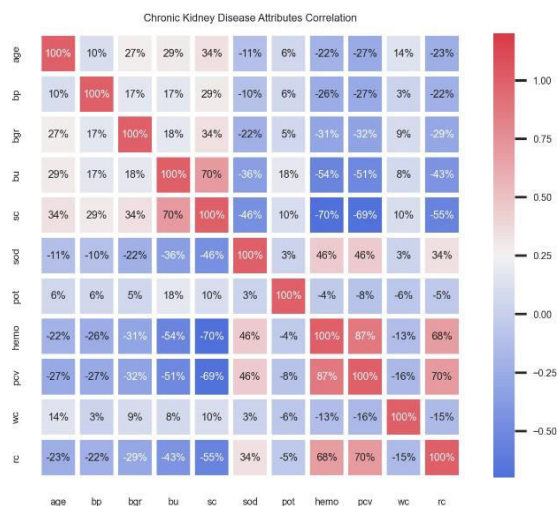 Chronic Kidney Disease Attributes Correlation
age 100% 10% 27% 29% 34% -11% 6% -22% -27% 14% -23%
bp 10% 100% 17% 17% 29% -10% 6% -26% -27% 3% -22%
bgr 27% 17% 100% 18% 34% -22% 5% -31% -32% 9% -29%
bu 29% 17% 18% 100% 70% -36% 18% -54% -51% 8% -43%
sc 34% 29% 34% 70% 100% -46% 10% -70% -69% 10% -55%
sod -11% -10% -22% -36% -46% 100% 3% 46% 46% 3% 34%
pot 6% 6% 5% 18% 10% 3% 100% -4% -8% -6% -5%
hemo -22% -26% -31% -54% -70% 46% -4% 100% 87% -13% 68%
pcv -27% -27% -32% -51% -69% 46% -8% 87% 100% -16% 70%
wc 14% 3% 9% 8% 10% 3% -6% -13% -16% 100% -15%
rc -23% -22% -29% -43% -55% 34% -5% 68% 70% -15% 100%
age bp bgr bu sc sod pot hemo pcv wc rc
1.00
0.75
0.50
0.25
0.00
-0.25
-0.50